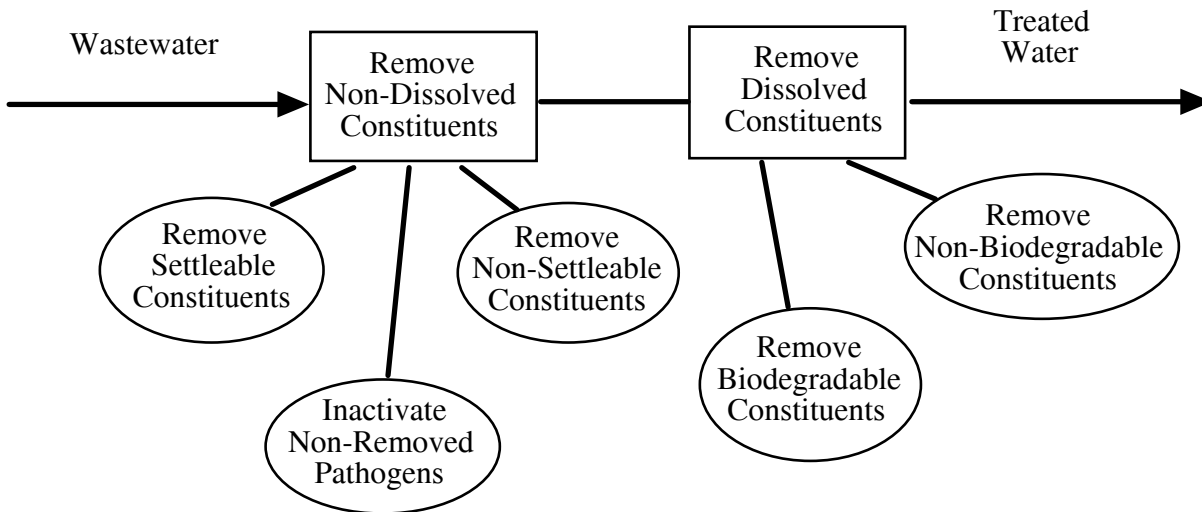 Wastewater
Remove
Non-Dissolved
Constituents
Remove
Dissolved
Constituents
Treated
Water
Remove
Settleable
Constituents
Inactivate
Non-Removed
Pathogens
Remove
Non-Settleable
Constituents
Remove
Biodegradable
Constituents
Remove
Non-Biodegradable
Constituents